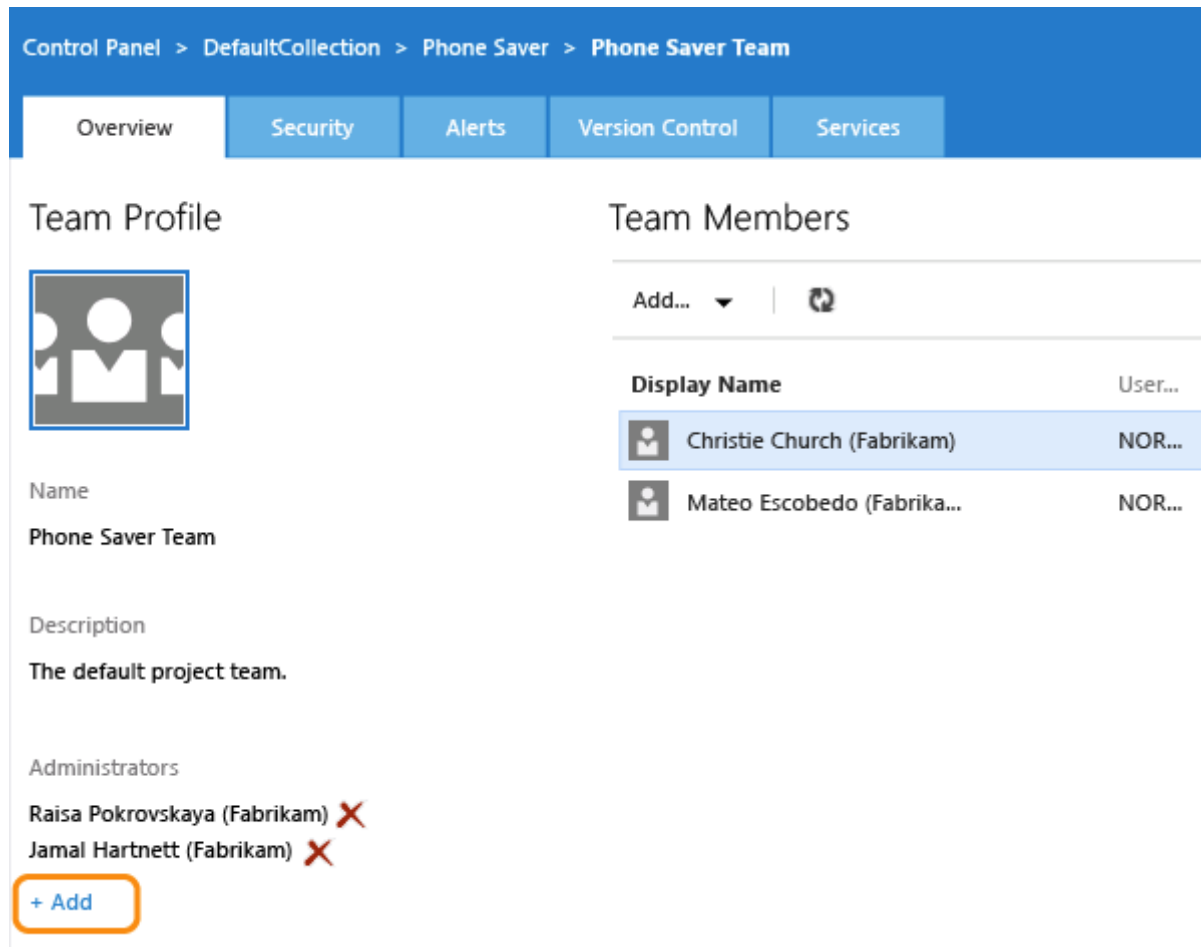 Control Panel > DefaultCollection > Phone Saver > Phone Saver Team
Overview Security Alerts Version Control Services
Team Profile
Name
Phone Saver Team
Description
The default project team.
Administrators
Raisa Pokrovskaya (Fabrikam)
Jamal Hartnett (Fabrikam)
+ Add
Team Members
Add...
Display Name User...
Christie Church (Fabrikam) NOR...
Mateo Escobedo (Fabrika... NOR...